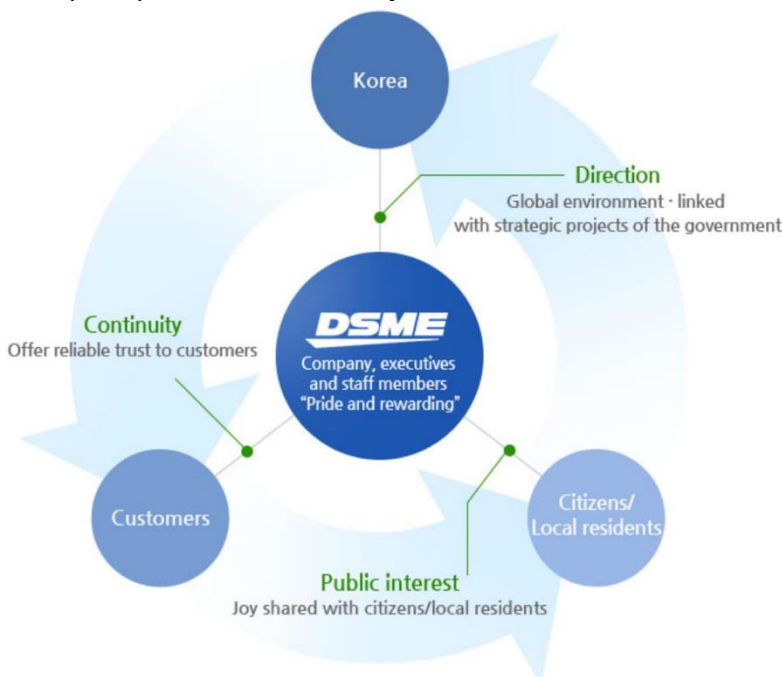 Korea
Direction
Global environment · linked
with strategic projects of the government
DSME
Company, executives
and staff members
“Pride and rewarding”
Continuity
Offer reliable trust to customers
Customers
Citizens/
Local residents
Public interest
Joy shared with citizens/local residents